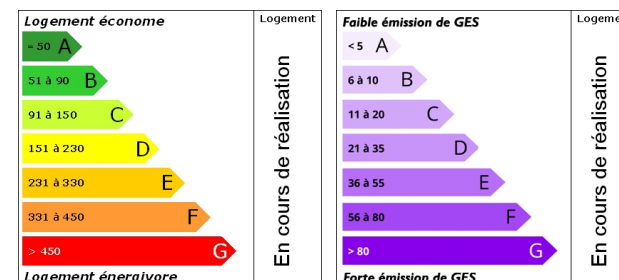 Logement économe
Logement
= 50 A
51 à 90 B
91 à 150 C
151 à 230 D
231 à 330 E
331 à 450 F
> 450 G
Logement énergivore
En cours de réalisation
Faible émission de GES
< 5 A
6 à 10 B
11 à 20 C
21 à 35 D
36 à 55 E
56 à 80 F
> 80 G
Forte émission de GES
En cours de réalisation